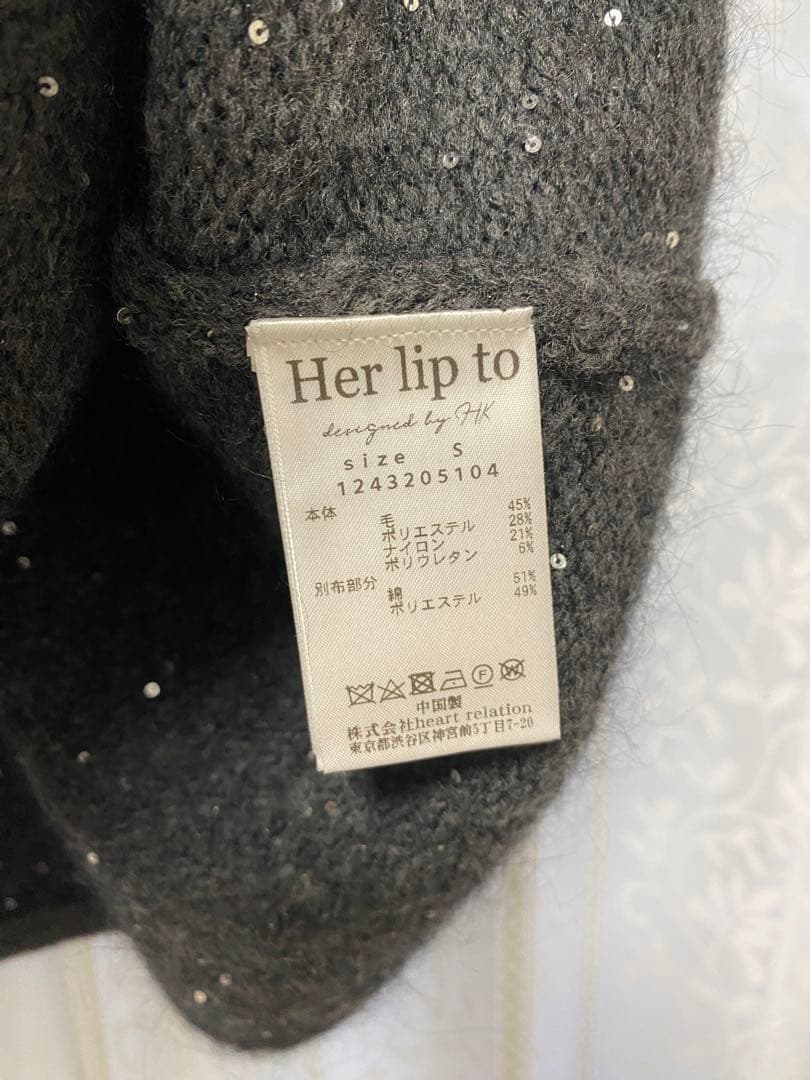 Her lip to
designed by HK
size S
1243205104
本体
毛 45%
ポリエステル 28%
ナイロン 21%
ポリウレタン 6%
別布部分
綿 51%
ポリエステル 49%
中国製
株式会社heart relation
東京都渋谷区神宮前5丁目7-20